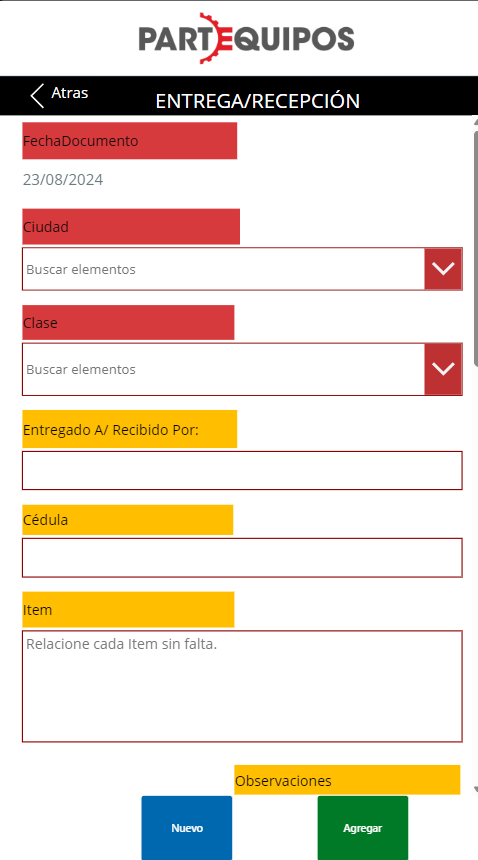 PARTEQUIPOS
Atras
ENTREGA/RECEPCIÓN
FechaDocumento
23/08/2024
Ciudad
Buscar elementos
Clase
Buscar elementos
Entregado A/ Recibido Por:
Cédula
Item
Relacione cada Item sin falta.
Observaciones
Nuevo
Agregar